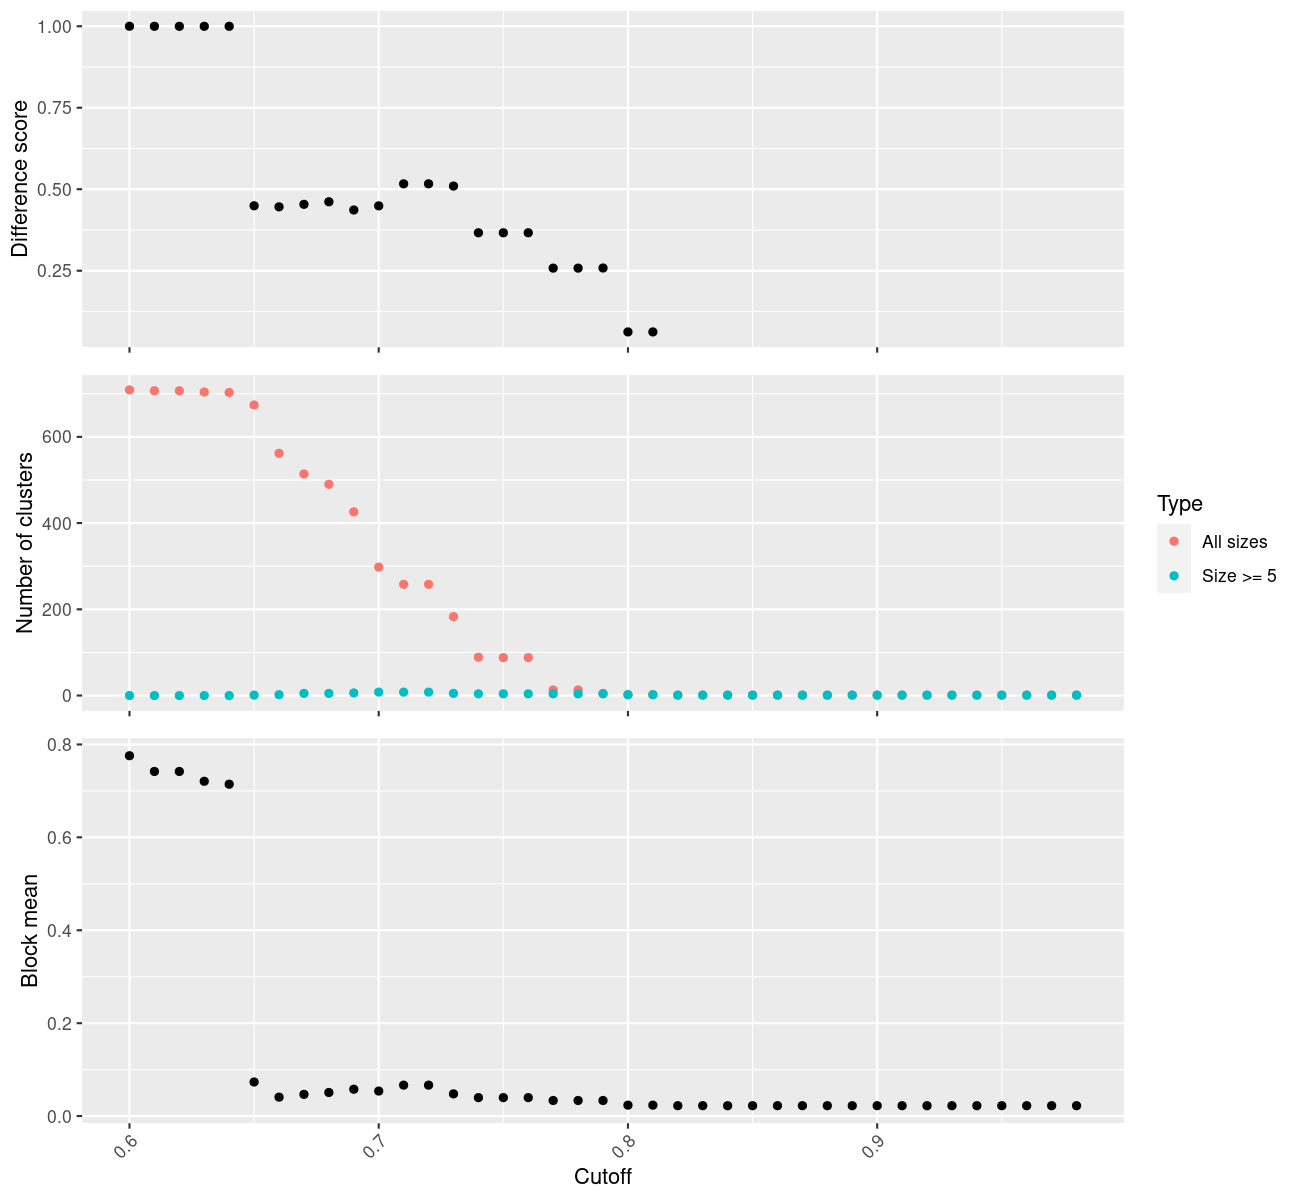 Difference score
1.00
0.75
0.50
0.25
Number of clusters
600
400
200
0
Type
All sizes
Size >= 5
Block mean
0.8
0.6
0.4
0.2
0.0
0.6 0.7 0.8 0.9
Cutoff